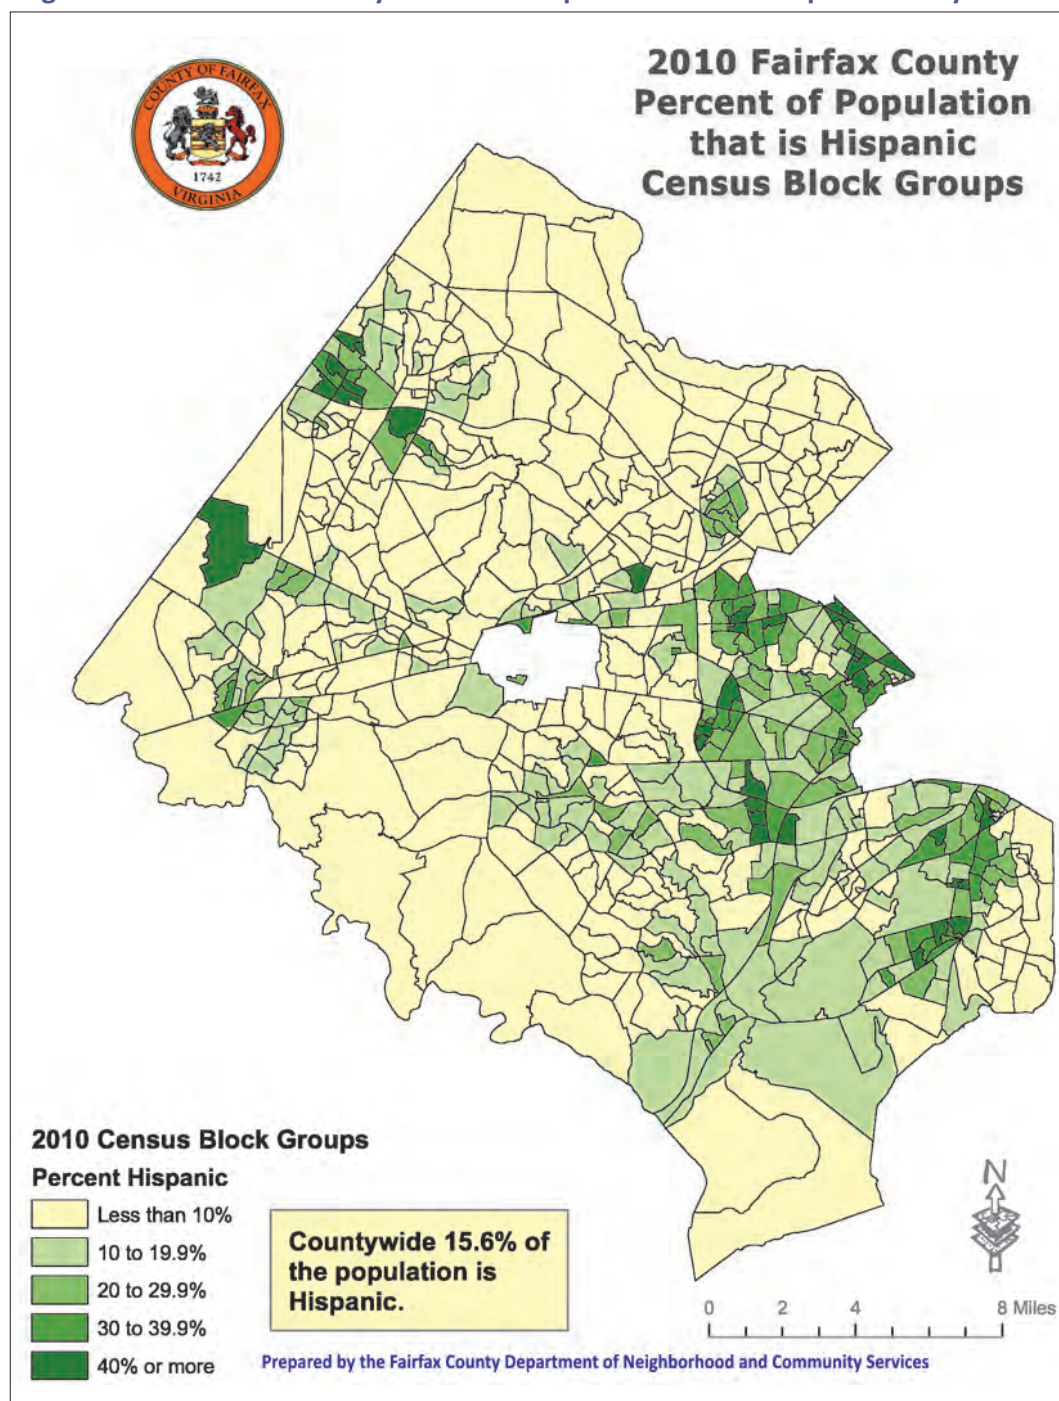 2010 Fairfax County
Percent of Population
that is Hispanic
Census Block Groups
COUNTY OF FAIRFAX
1742
VIRGINIA
2010 Census Block Groups
Percent Hispanic
Less than 10%
10 to 19.9%
20 to 29.9%
30 to 39.9%
40% or more
Countywide 15.6% of
the population is
Hispanic.
N
0 2 4 8 Miles
Prepared by the Fairfax County Department of Neighborhood and Community Services